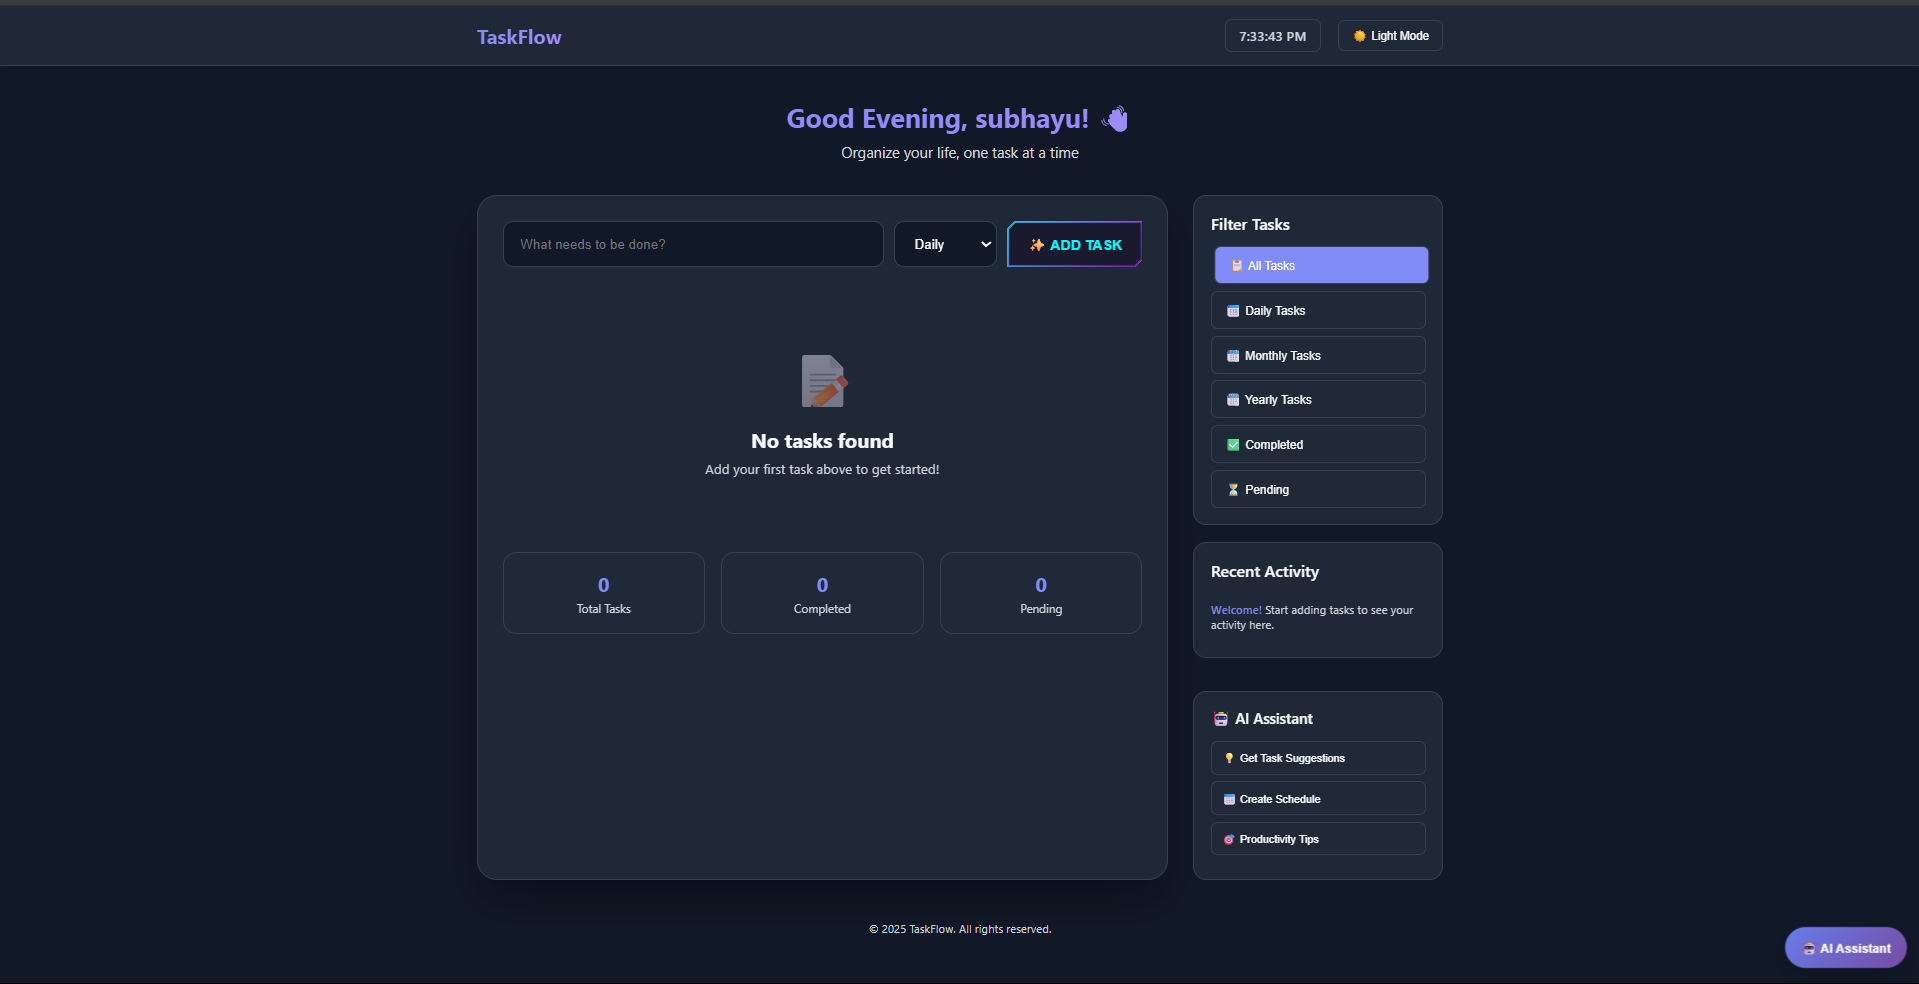 TaskFlow
7:33:43 PM
Light Mode
Good Evening, subhayu!
Organize your life, one task at a time
What needs to be done?
Daily
ADD TASK
No tasks found
Add your first task above to get started!
0
Total Tasks
0
Completed
0
Pending
Filter Tasks
All Tasks
Daily Tasks
Monthly Tasks
Yearly Tasks
Completed
Pending
Recent Activity
Welcome! Start adding tasks to see your
activity here.
AI Assistant
Get Task Suggestions
Create Schedule
Productivity Tips
© 2025 TaskFlow. All rights reserved.
AI Assistant